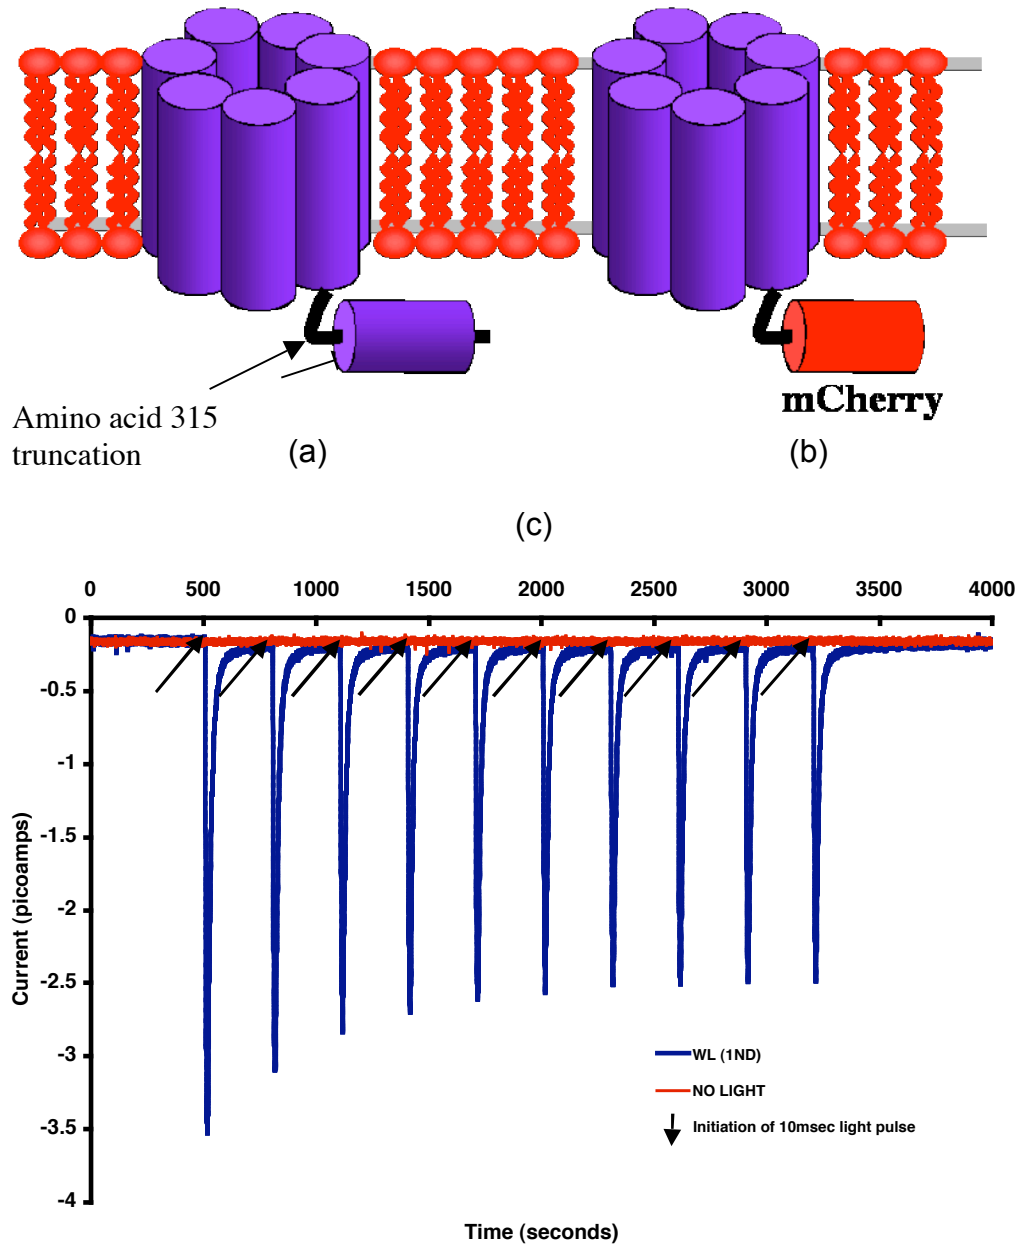 Amino acid 315
truncation
(a)
mCherry
(b)
(c)
0 500 1000 1500 2000 2500 3000 3500 4000
0
-0.5
-1
-1.5
-2
-2.5
-3
-3.5
-4
Current (picoamps)
WL (1ND)
NO LIGHT
Initiation of 10msec light pulse
Time (seconds)